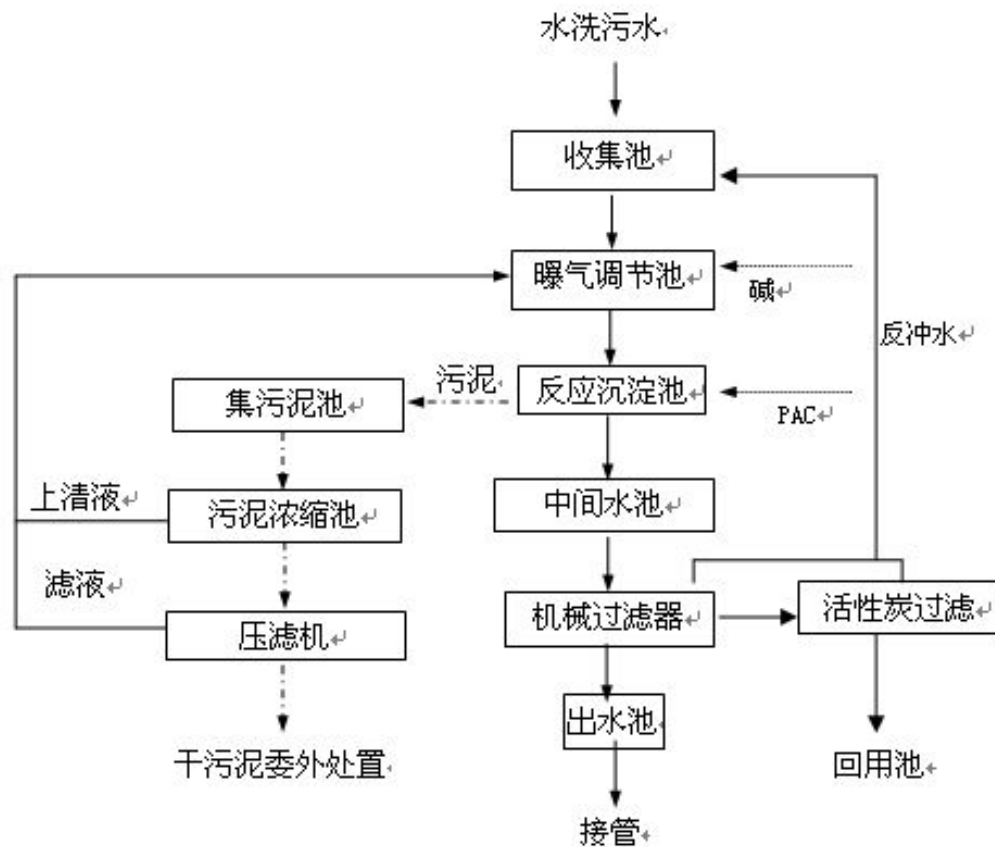 水洗污水
收集池
曝气调节池
碱
反冲水
污泥
反应沉淀池
PAC
集污泥池
上清液
污泥浓缩池
中间水池
滤液
压滤机
机械过滤器
活性炭过滤
出水池
干污泥委外处置
回用池
接管